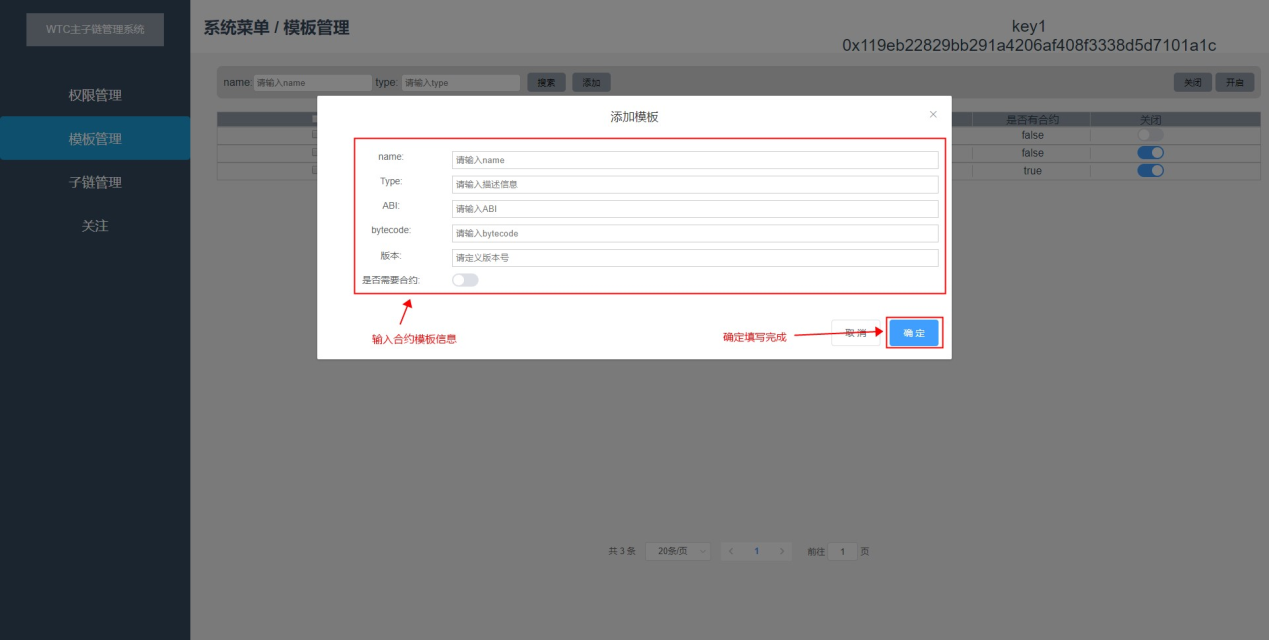 WTC主子链管理系统
系统菜单 / 模板管理
key1
0x119eb22829bb291a4206af408f3338d5d7101a1c
权限管理
模板管理
子链管理
关注
name: 请输入name type: 请输入type 搜索 添加 关闭 开启
是否有合约 关闭
false
false
true
添加模板
name: 请输入name
Type: 请输入描述信息
ABI: 请输入ABI
bytecode: 请输入bytecode
版本: 请定义版本号
是否需要合约:
输入合约模板信息
确定填写完成
取消 确定
共 3 条 20条/页 1 前往 1 页